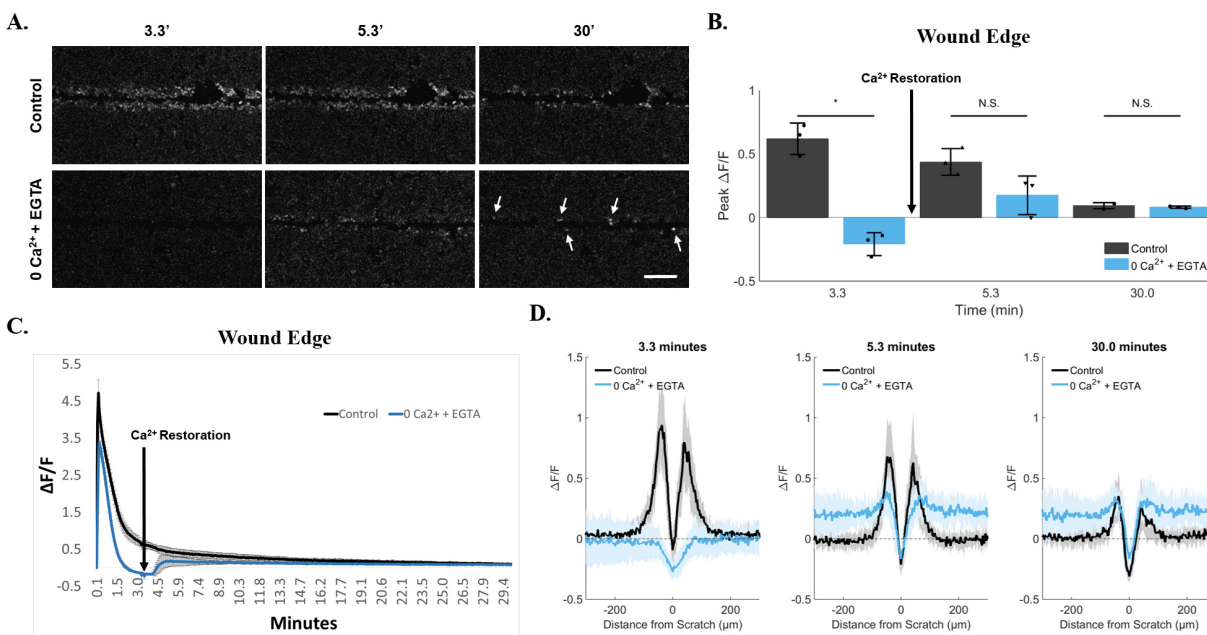 A.
3.3’
5.3’
30’
Control
0 Ca²⁺ + EGTA
B.
Wound Edge
Ca²⁺ Restoration
*
N.S.
N.S.
1
0.5
0
-0.5
Peak ΔF/F
Control
0 Ca²⁺ + EGTA
3.3
5.3
30.0
Time (min)
C.
Wound Edge
5.5
4.5
3.5
2.5
1.5
0.5
-0.5
ΔF/F
Control
0 Ca2+ + EGTA
Ca²⁺ Restoration
0.1 1.5 3.0 4.5 5.9 7.4 8.9 10.3 11.8 13.3 14.7 16.2 17.6 19.1 20.6 22.0 23.5 25.0 26.4 27.9 29.4
Minutes
D.
3.3 minutes
Control
0 Ca²⁺ + EGTA
1.5
1
0.5
0
-0.5
ΔF/F
-200 0 200
Distance from Scratch (µm)
5.3 minutes
Control
0 Ca²⁺ + EGTA
1.5
1
0.5
0
-0.5
ΔF/F
-200 0 200
Distance from Scratch (µm)
30.0 minutes
Control
0 Ca²⁺ + EGTA
1.5
1
0.5
0
-0.5
ΔF/F
-200 0 200
Distance from Scratch (µm)